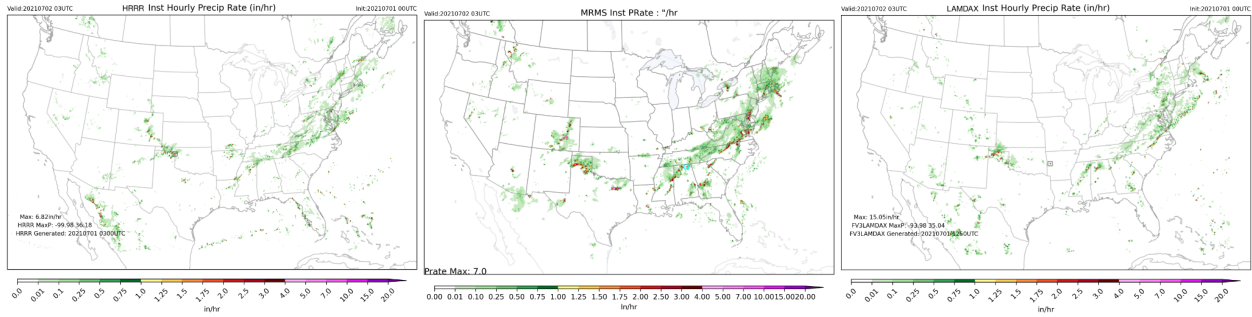 Valid:20210702 03UTC
HRRR Inst Hourly Precip Rate (in/hr)
Init:20210701 00UTC
Max: 6.82in/hr
HRRR MaxP: -99.98 36.18
HRRR Generated: 20210701 0300UTC
0.0 0.01 0.1 0.25 0.5 0.75 1.0 1.25 1.5 1.75 2.0 2.5 3.0 4.0 5.0 7.0 10.0 15.0 20.0
in/hr
Valid:20210702 03UTC
MRMS Inst PRate : "/hr
Prate Max: 7.0
0.00 0.01 0.10 0.25 0.50 0.75 1.00 1.25 1.50 1.75 2.00 2.50 3.00 4.00 5.00 7.00 10.00 15.00 20.00
In/hr
Valid:20210702 03UTC
LAMDAX Inst Hourly Precip Rate (in/hr)
Init:20210701 00UTC
Max: 15.05in/hr
FV3LAMDAX MaxP: -93.98 35.04
FV3LAMDAX Generated: 20210701 1260UTC
0.0 0.01 0.1 0.25 0.5 0.75 1.0 1.25 1.5 1.75 2.0 2.5 3.0 4.0 5.0 7.0 10.0 15.0 20.0
in/hr